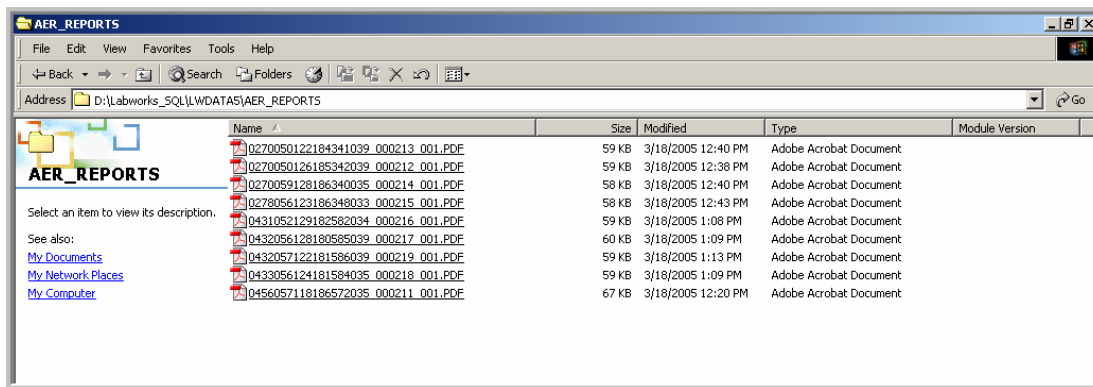 AER_REPORTS
File Edit View Favorites Tools Help
Back Search Folders
Address D:\Labworks_SQL\LWDATA5\AER_REPORTS Go
Name Size Modified Type Module Version
AER_REPORTS
Select an item to view its description.
See also:
My Documents
My Network Places
My Computer
0270050122184341039_000213_001.PDF 59 KB 3/18/2005 12:40 PM Adobe Acrobat Document
0270050126185342039_000212_001.PDF 59 KB 3/18/2005 12:38 PM Adobe Acrobat Document
0270059128186340035_000214_001.PDF 58 KB 3/18/2005 12:40 PM Adobe Acrobat Document
0278056123186348033_000215_001.PDF 58 KB 3/18/2005 12:43 PM Adobe Acrobat Document
0431052129182582034_000216_001.PDF 59 KB 3/18/2005 1:08 PM Adobe Acrobat Document
0432056128180585039_000217_001.PDF 60 KB 3/18/2005 1:09 PM Adobe Acrobat Document
0432057122181586039_000219_001.PDF 59 KB 3/18/2005 1:13 PM Adobe Acrobat Document
0433056124181584035_000218_001.PDF 59 KB 3/18/2005 1:09 PM Adobe Acrobat Document
0456057118186572035_000211_001.PDF 67 KB 3/18/2005 12:20 PM Adobe Acrobat Document